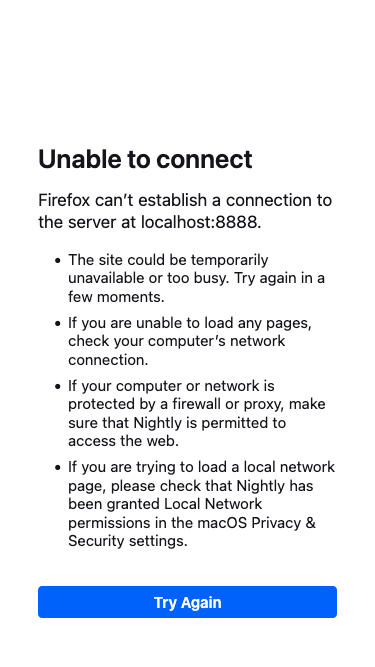 Unable to connect
Firefox can’t establish a connection to
the server at localhost:8888.
• The site could be temporarily
unavailable or too busy. Try again in a
few moments.
• If you are unable to load any pages,
check your computer’s network
connection.
• If your computer or network is
protected by a firewall or proxy, make
sure that Nightly is permitted to
access the web.
• If you are trying to load a local network
page, please check that Nightly has
been granted Local Network
permissions in the macOS Privacy &
Security settings.
Try Again